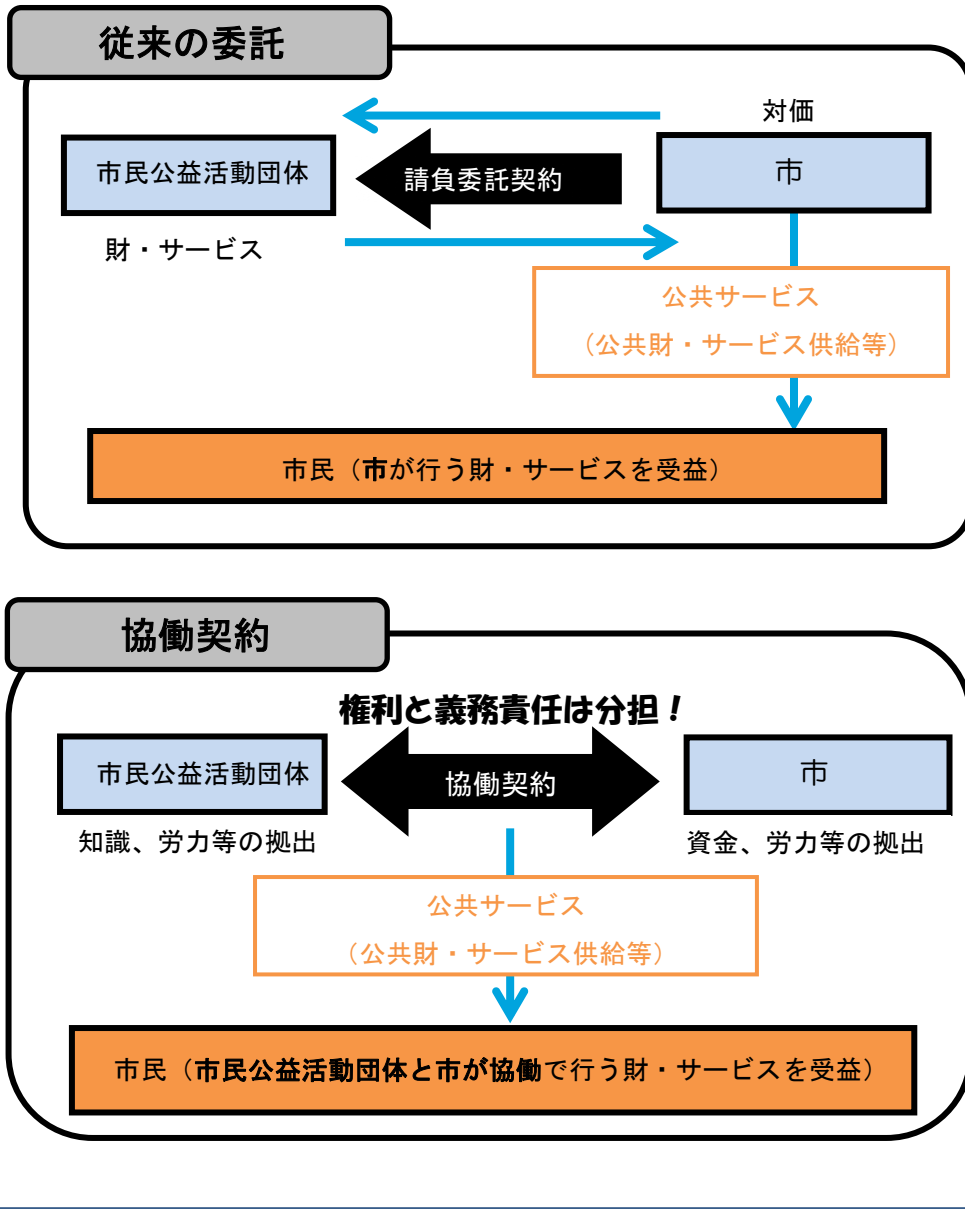 従来の委託
対価
市民公益活動団体
請負委託契約
市
財・サービス
公共サービス
（公共財・サービス供給等）
市民（市が行う財・サービスを受益）
協働契約
権利と義務責任は分担！
市民公益活動団体
協働契約
市
知識、労力等の拠出
資金、労力等の拠出
公共サービス
（公共財・サービス供給等）
市民（市民公益活動団体と市が協働で行う財・サービスを受益）